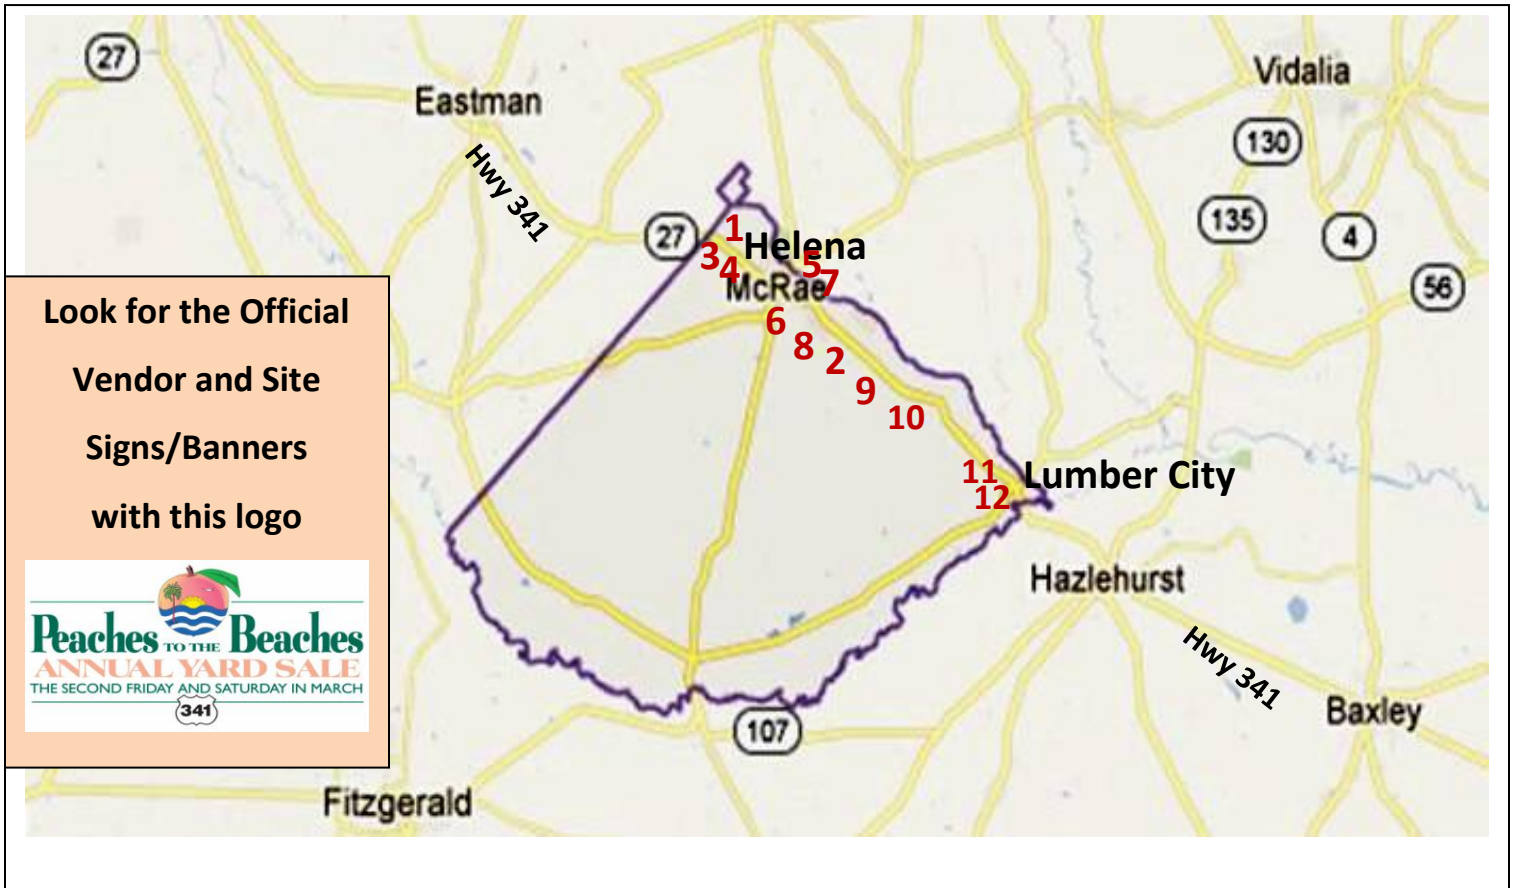 27
Eastman
Vidalia
130
Hwy 341
135
4
27
1
Helena
3
4
5
7
McRae
56
6
8
2
9
10
11
12
Lumber City
Hazlehurst
Hwy 341
Baxley
107
Fitzgerald
Look for the Official
Vendor and Site
Signs/Banners
with this logo
Peaches TO THE Beaches
ANNUAL YARD SALE
THE SECOND FRIDAY AND SATURDAY IN MARCH
341